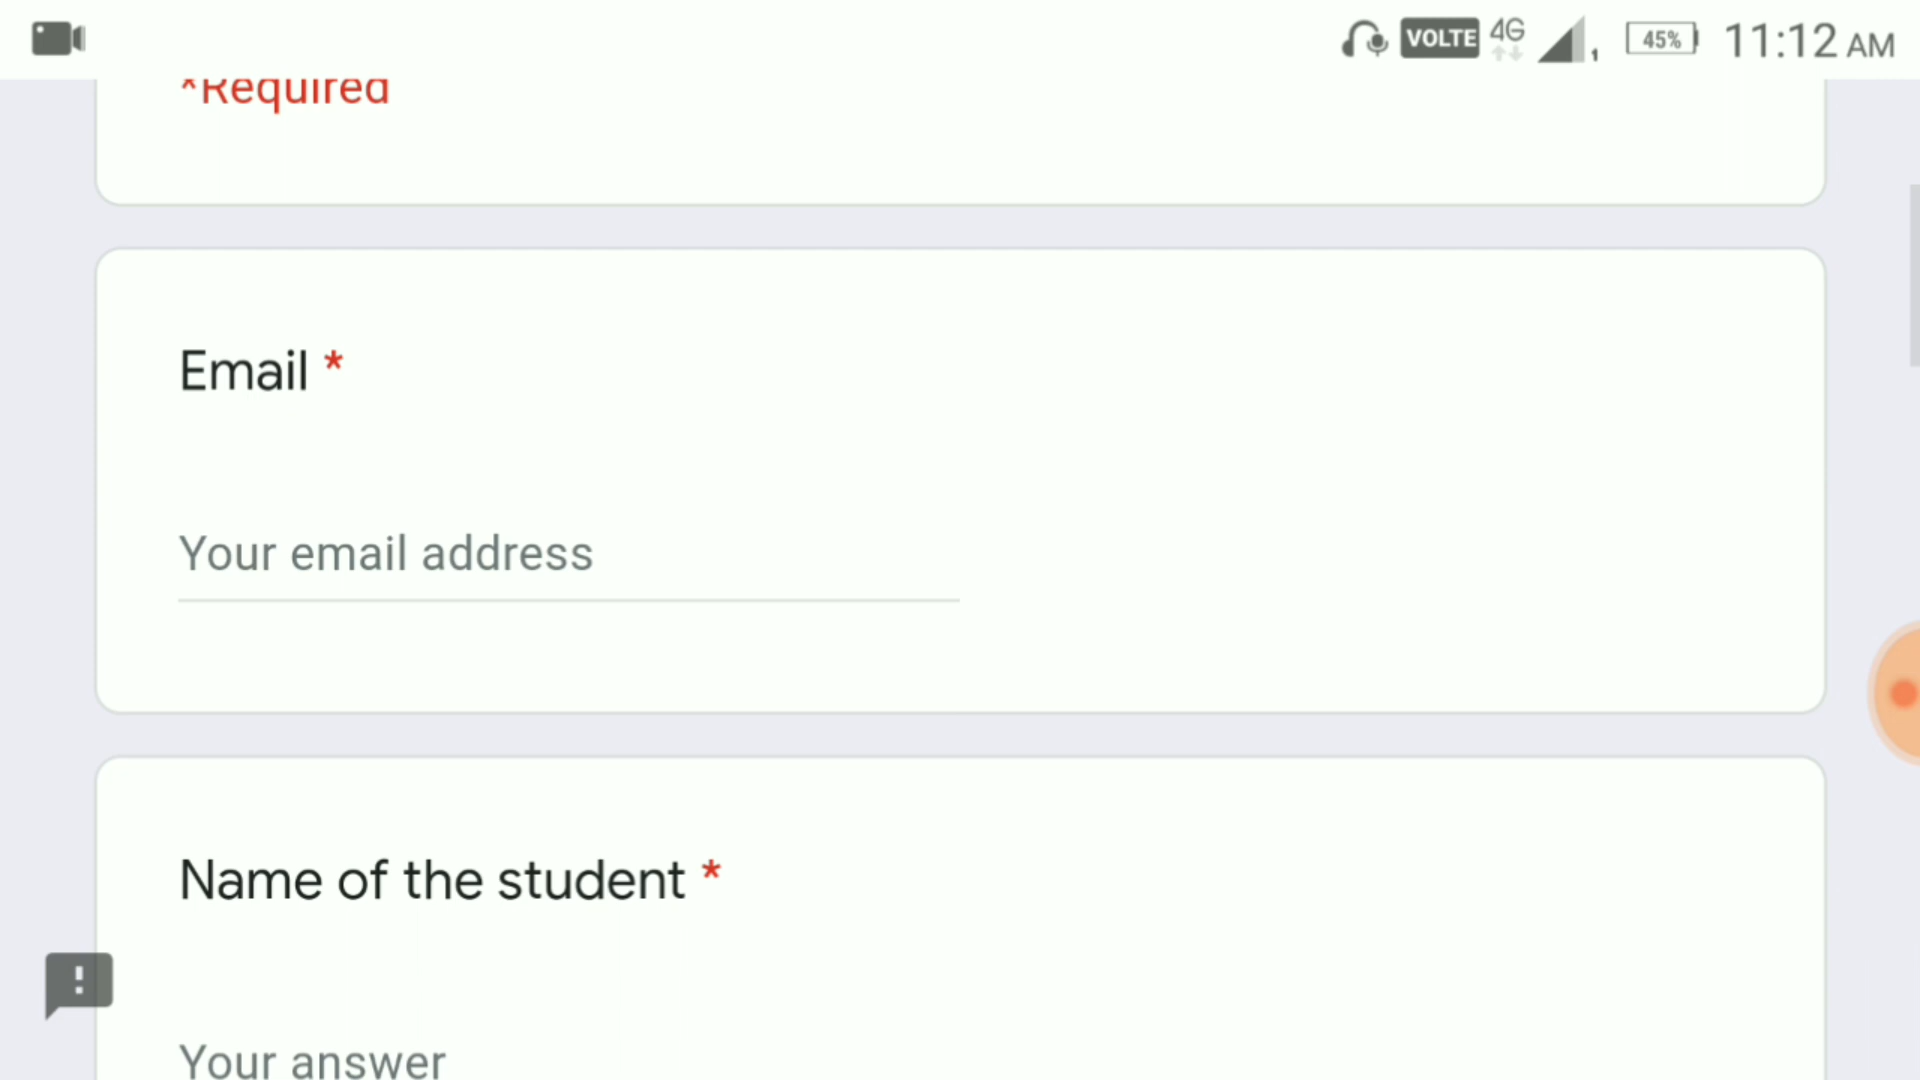 VOLTE 4G 45% 11:12 AM
*Required
Email *
Your email address
Name of the student *
Your answer